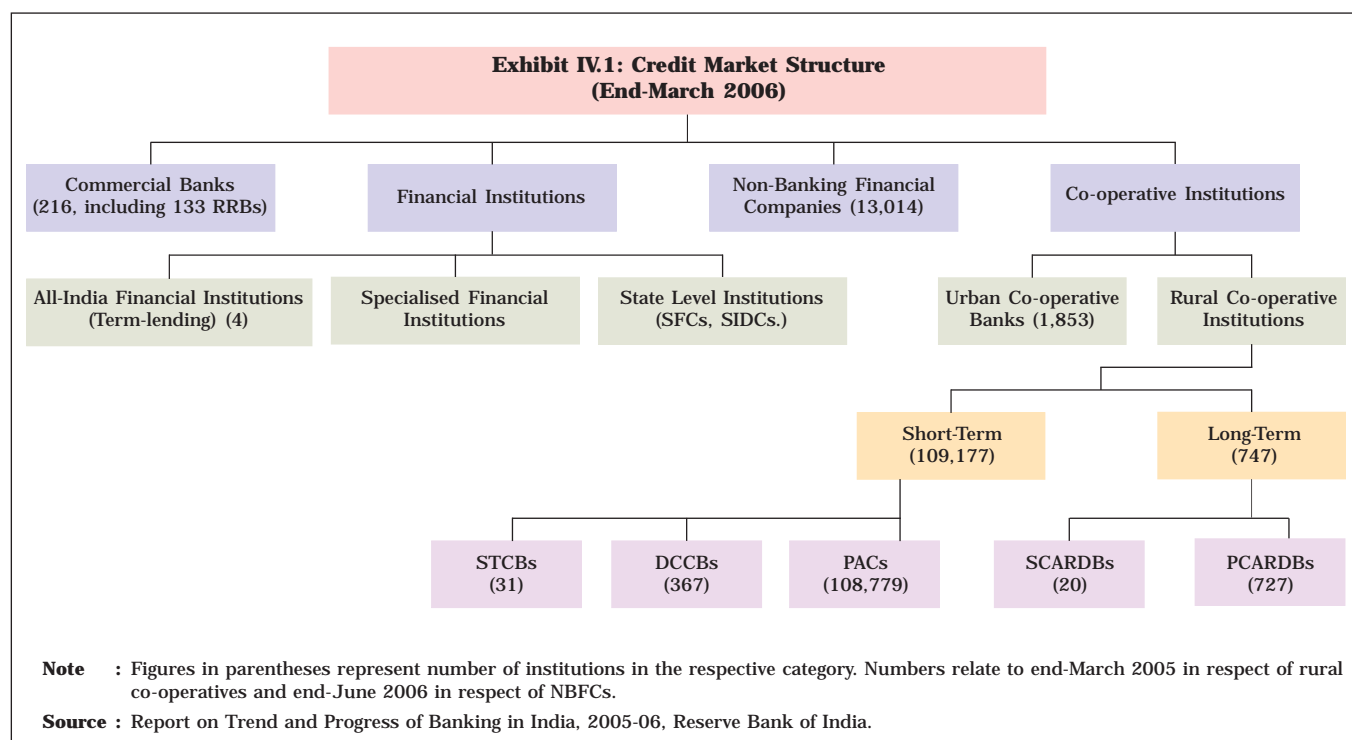 Exhibit IV.1: Credit Market Structure
(End-March 2006)
Commercial Banks
(216, including 133 RRBs)
Financial Institutions
Non-Banking Financial
Companies (13,014)
Co-operative Institutions
All-India Financial Institutions
(Term-lending) (4)
Specialised Financial
Institutions
State Level Institutions
(SFCs, SIDCs.)
Urban Co-operative
Banks (1,853)
Rural Co-operative
Institutions
Short-Term
(109,177)
Long-Term
(747)
STCBs
(31)
DCCBs
(367)
PACs
(108,779)
SCARDBs
(20)
PCARDBs
(727)
Note : Figures in parentheses represent number of institutions in the respective category. Numbers relate to end-March 2005 in respect of rural
co-operatives and end-June 2006 in respect of NBFCs.
Source : Report on Trend and Progress of Banking in India, 2005-06, Reserve Bank of India.